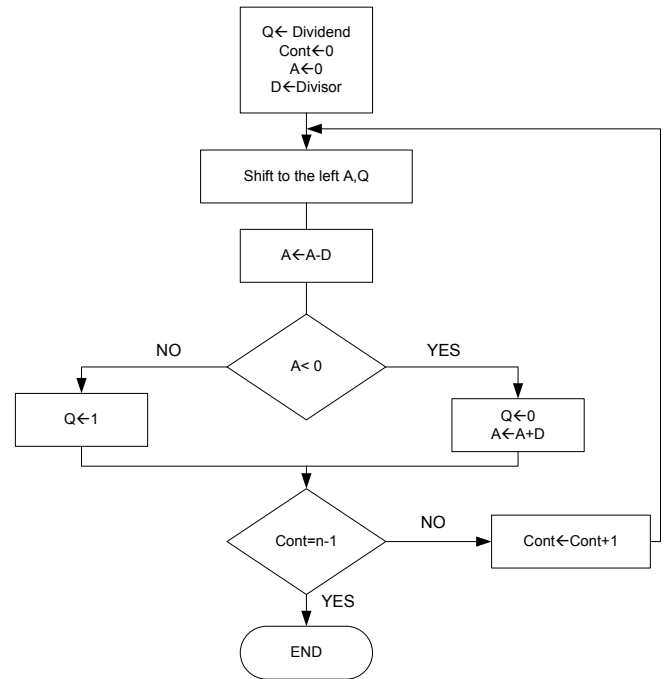 Q← Dividend
Cont←0
A←0
D←Divisor
Shift to the left A,Q
A←A-D
A< 0
NO
YES
Q←1
Q←0
A←A+D
Cont=n-1
NO
Cont←Cont+1
YES
END